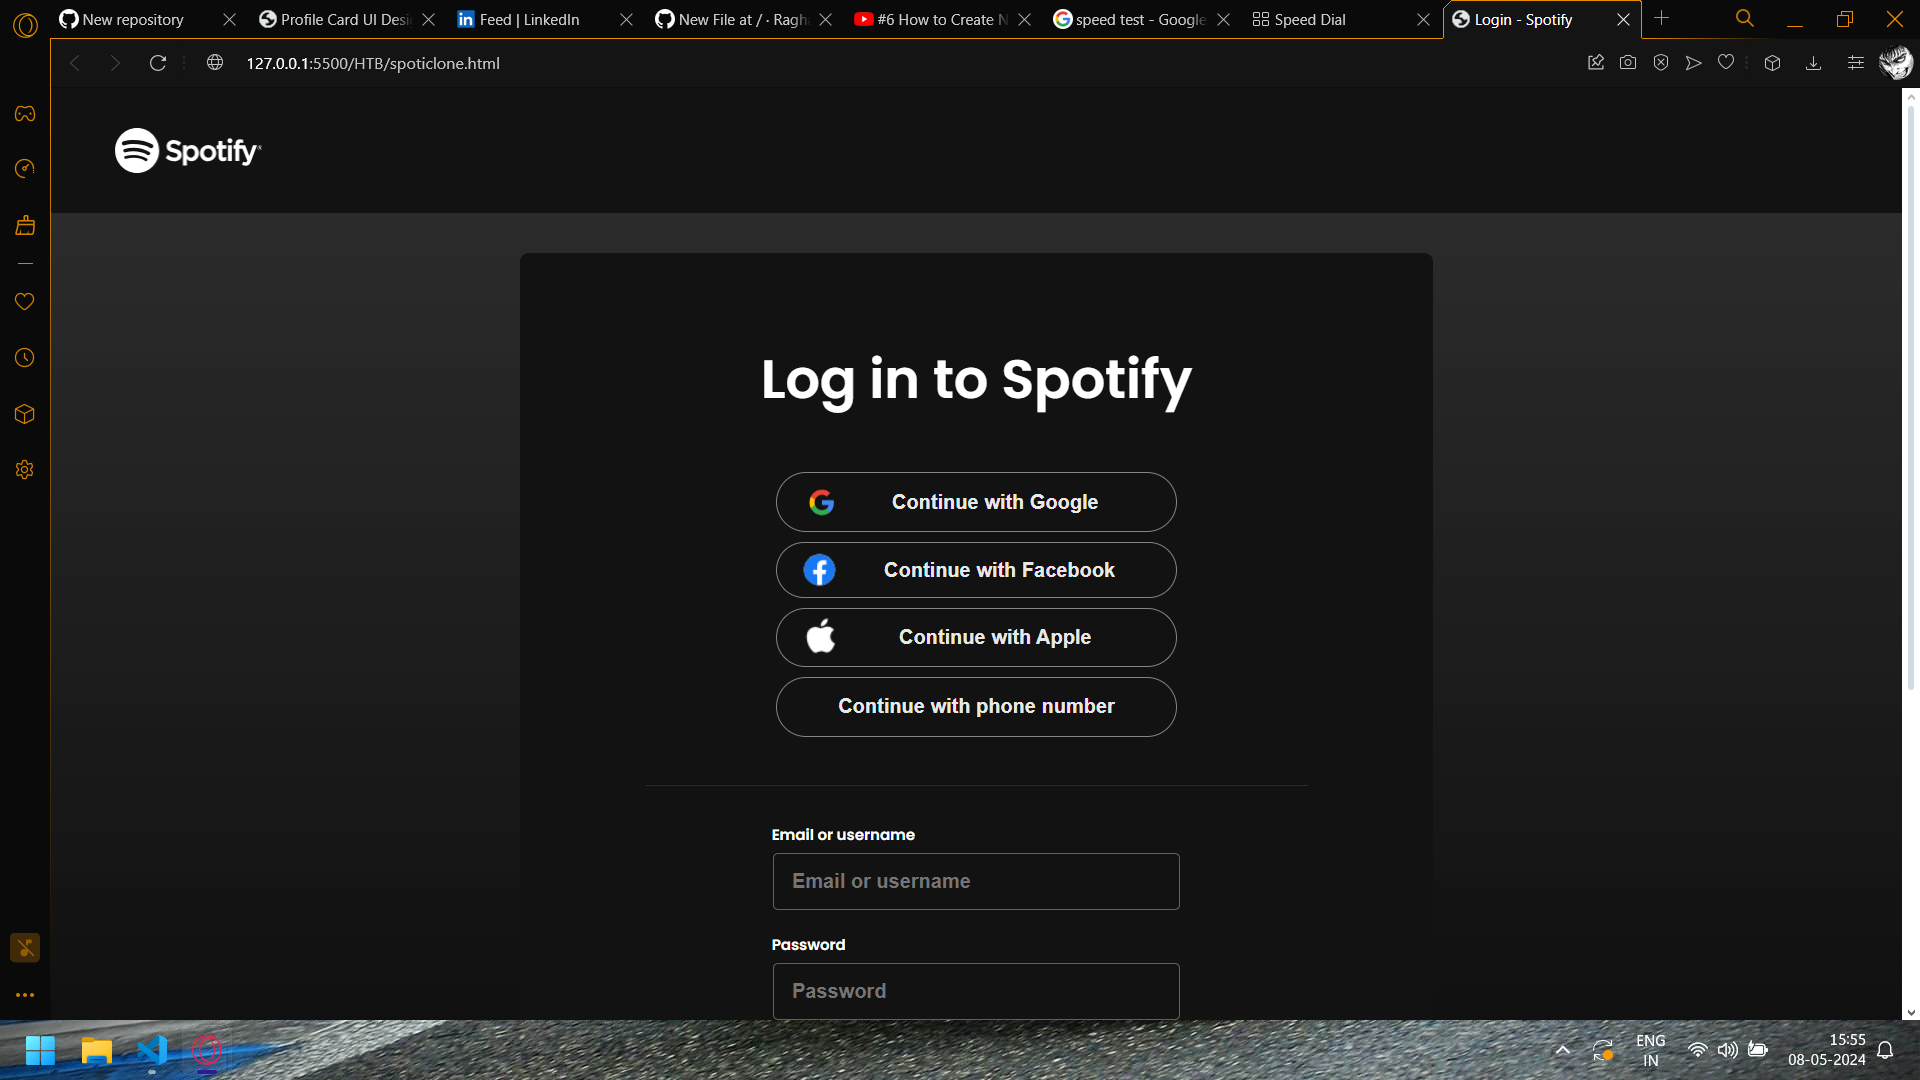 New repository
Profile Card UI Desi
Feed | LinkedIn
New File at / · Ragha
#6 How to Create N
speed test - Google
Speed Dial
Login - Spotify
127.0.0.1:5500/HTB/spoticlone.html
Spotify®
Log in to Spotify
Continue with Google
Continue with Facebook
Continue with Apple
Continue with phone number
Email or username
Email or username
Password
Password
ENG
IN
15:55
08-05-2024